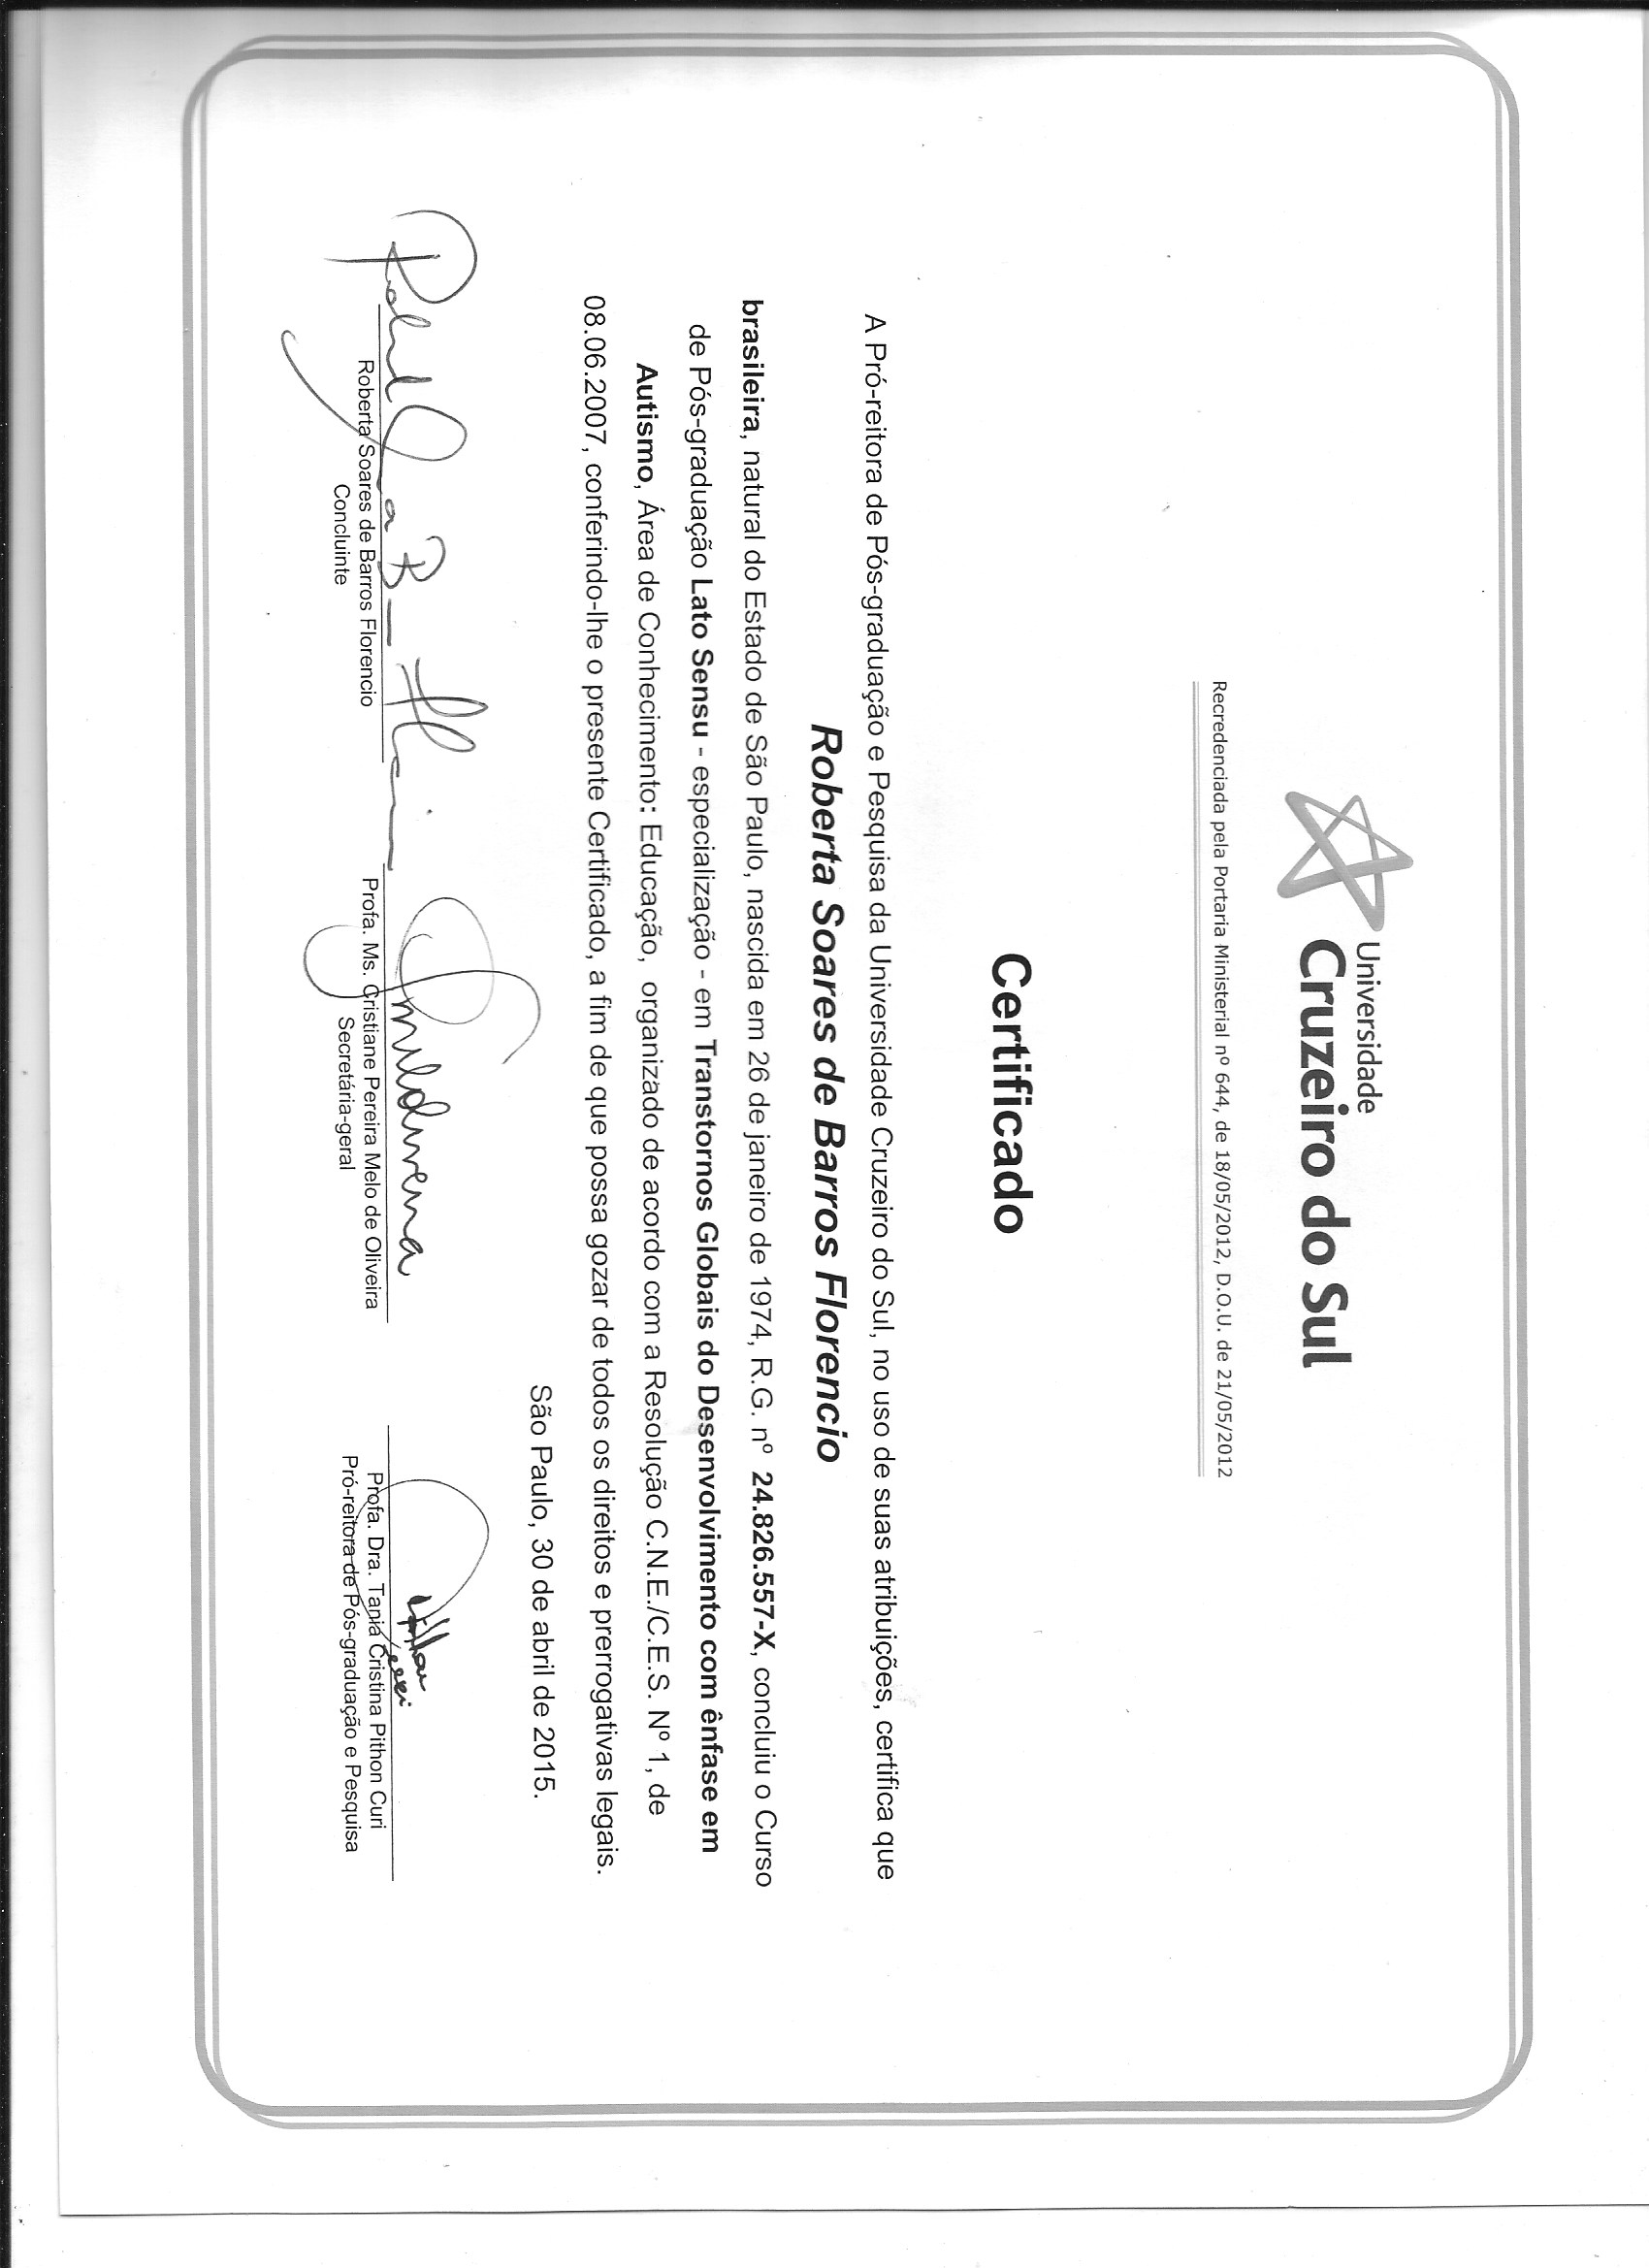 Universidade
Cruzeiro do Sul
Recredenciada pela Portaria Ministerial nº 644, de 18/05/2012, D.O.U. de 21/05/2012
Certificado
A Pró-reitora de Pós-graduação e Pesquisa da Universidade Cruzeiro do Sul, no uso de suas atribuições, certifica que
Roberta Soares de Barros Florencio
brasileira, natural do Estado de São Paulo, nascida em 26 de janeiro de 1974, R.G. nº 24.826.557-X, concluiu o Curso
de Pós-graduação Lato Sensu - especialização - em Transtornos Globais do Desenvolvimento com ênfase em
Autismo, Área de Conhecimento: Educação, organizado de acordo com a Resolução C.N.E./C.E.S. Nº 1, de
08.06.2007, conferindo-lhe o presente Certificado, a fim de que possa gozar de todos os direitos e prerrogativas legais.
São Paulo, 30 de abril de 2015.
Roberta Soares de Barros Florencio
Concluinte
Profa. Ms. Cristiane Pereira Melo de Oliveira
Secretária-geral
Profa. Dra. Tania Cristina Pithon Curi
Pró-reitora de Pós-graduação e Pesquisa